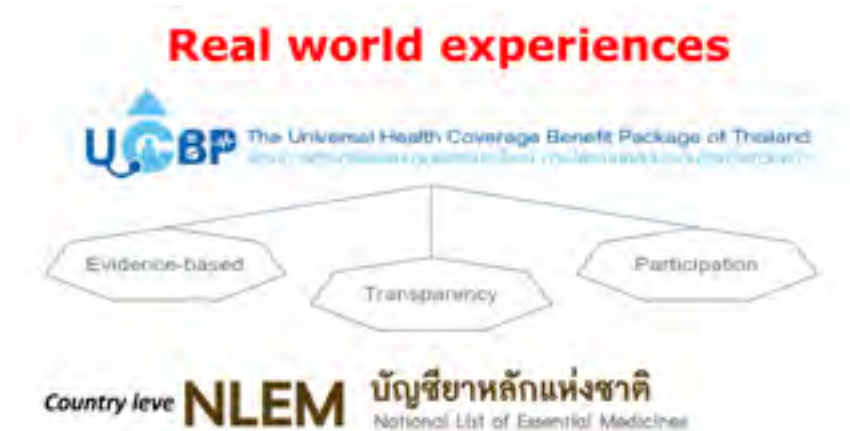 Real world experiences
UCBP The Universal Health Coverage Benefit Package of Thailand
Evidence-based
Transparency
Participation
Country leve NLEM บัญชียาหลักแห่งชาติ
National List of Essential Medicines